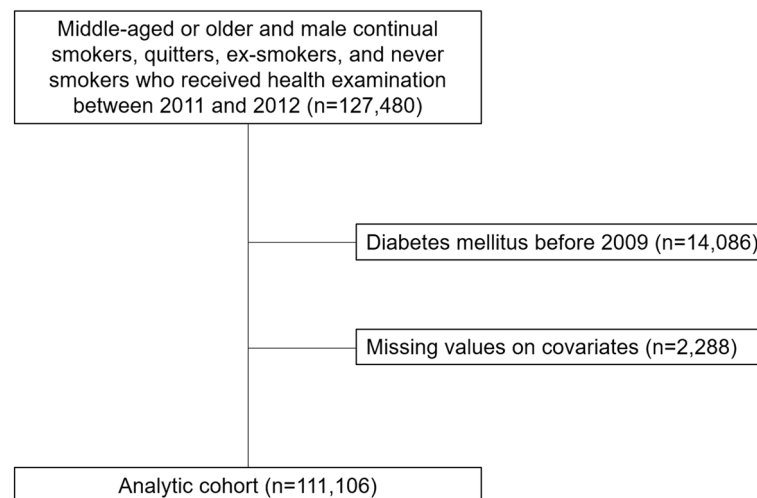 Middle-aged or older and male continual
smokers, quitters, ex-smokers, and never
smokers who received health examination
between 2011 and 2012 (n=127,480)
Diabetes mellitus before 2009 (n=14,086)
Missing values on covariates (n=2,288)
Analytic cohort (n=111,106)